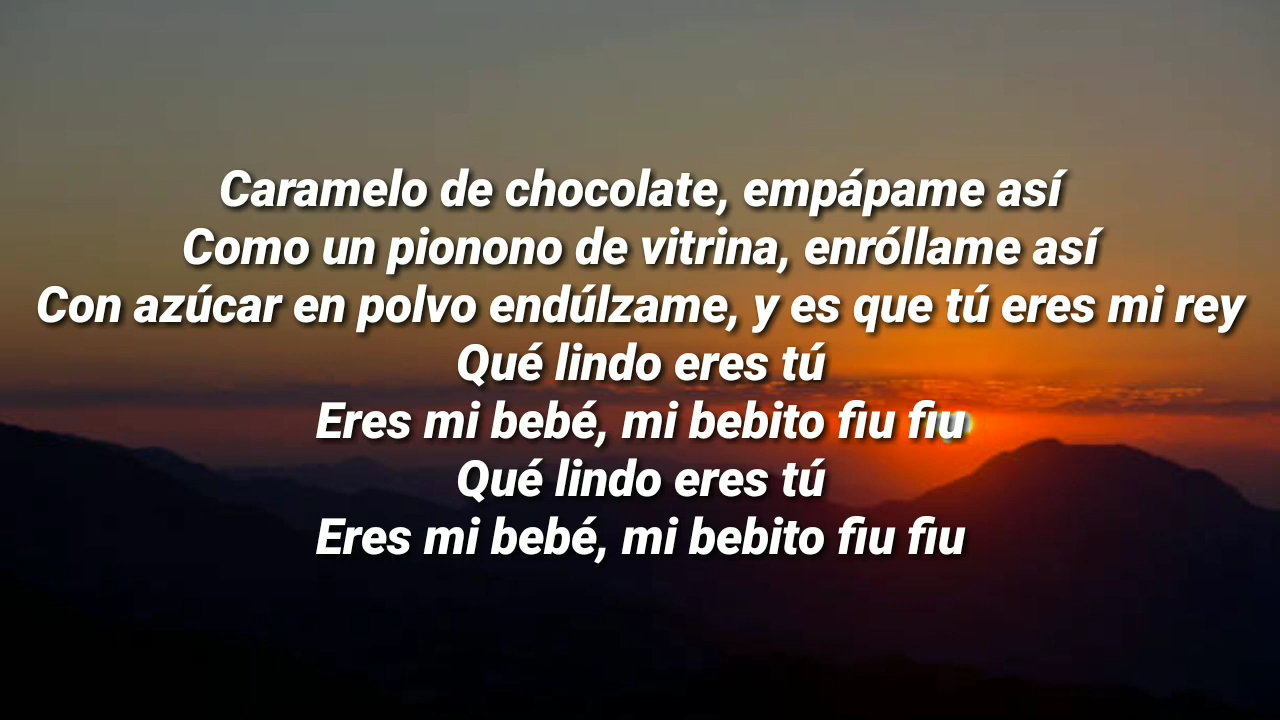 Caramelo de chocolate, empápame así
Como un pionono de vitrina, enróllame así
Con azúcar en polvo endúlzame, y es que tú eres mi rey
Qué lindo eres tú
Eres mi bebé, mi bebito fiu fiu
Qué lindo eres tú
Eres mi bebé, mi bebito fiu fiu